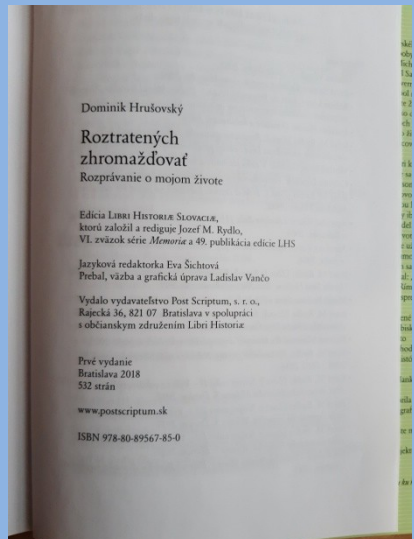 Dominik Hrušovský
Roztratených
zhromažďovať
Rozprávanie o mojom živote
Edícia LIBRI HISTORIÆ SLOVACIÆ,
ktorú založil a rediguje Jozef M. Rydlo,
VI. zväzok série Memoriæ a 49. publikácia edície LHS
Jazyková redaktorka Eva Šichtová
Prebal, väzba a grafická úprava Ladislav Vančo
Vydalo vydavateľstvo Post Scriptum, s. r. o.,
Rajecká 36, 821 07 Bratislava v spolupráci
s občianskym združením Libri Historiæ
Prvé vydanie
Bratislava 2018
532 strán
www.postscriptum.sk
ISBN 978-80-89567-85-0